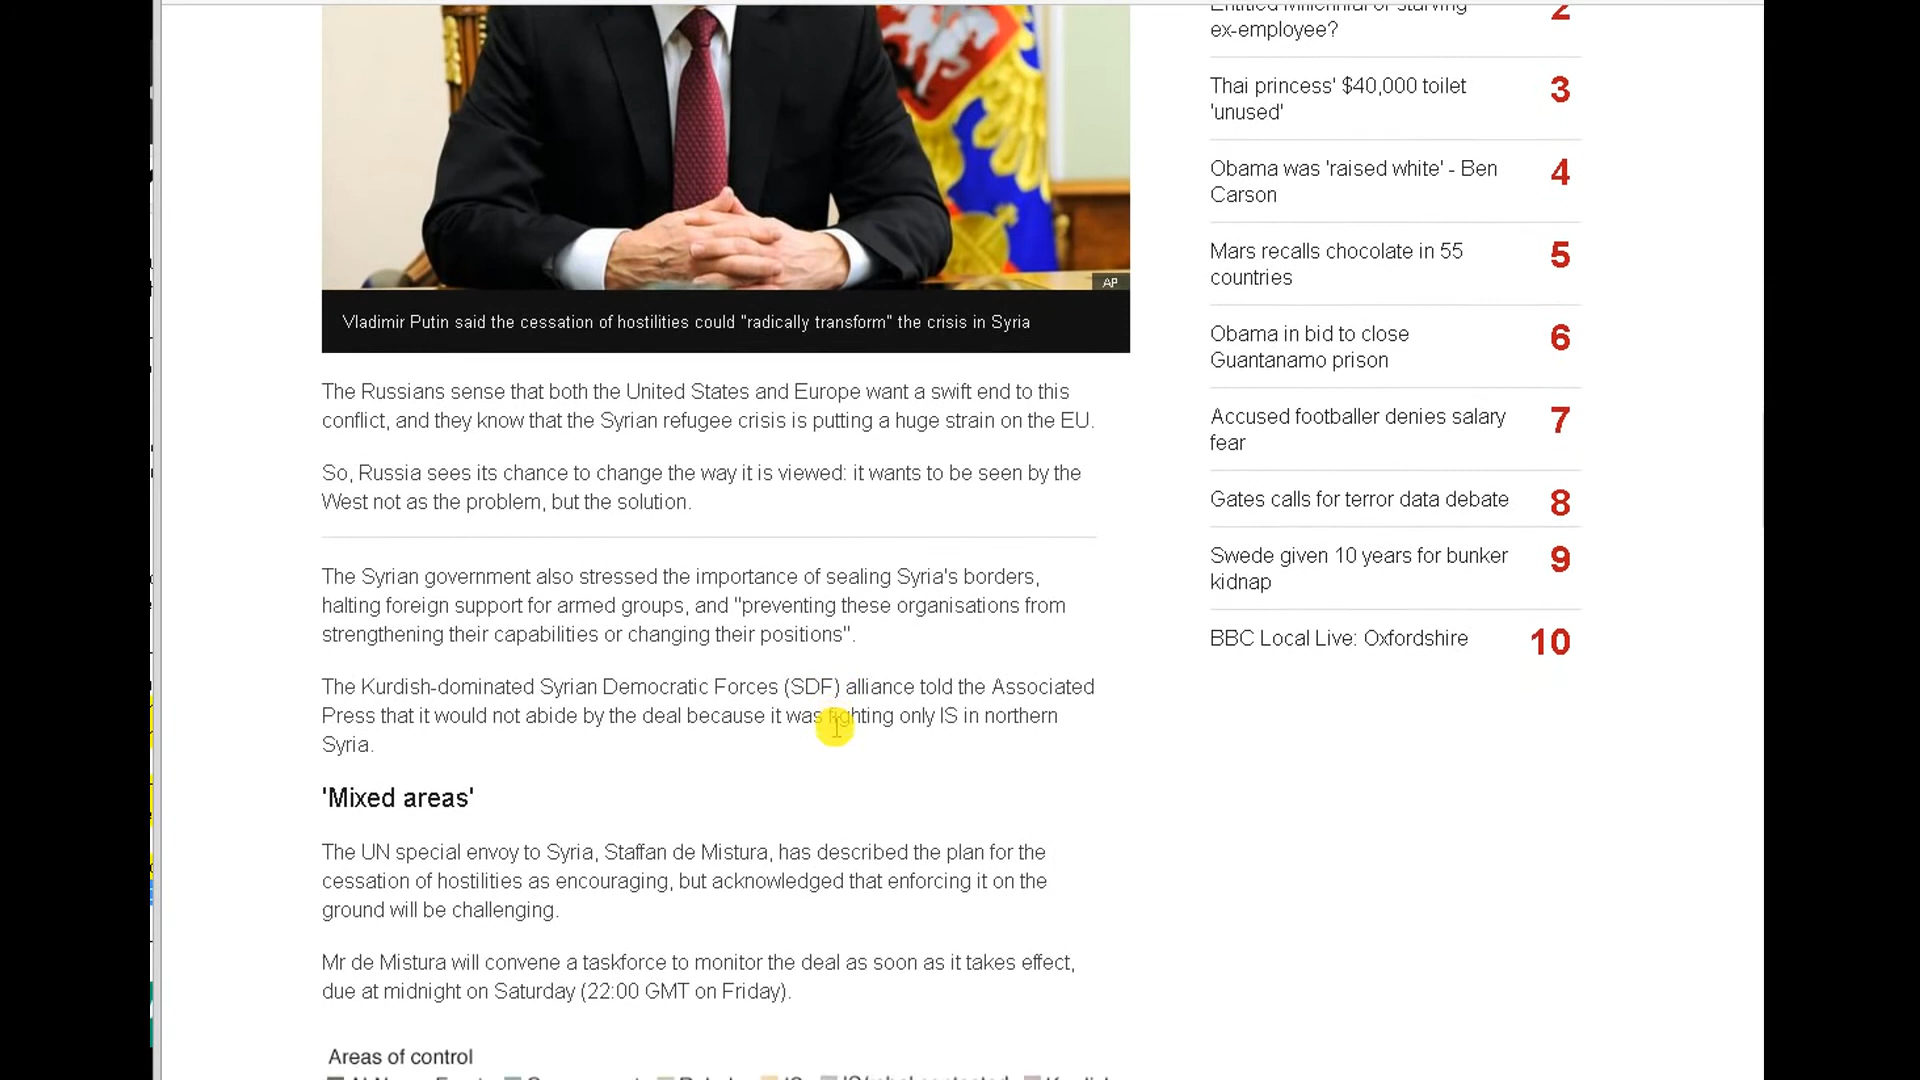 AP
Vladimir Putin said the cessation of hostilities could "radically transform" the crisis in Syria
The Russians sense that both the United States and Europe want a swift end to this
conflict, and they know that the Syrian refugee crisis is putting a huge strain on the EU.
So, Russia sees its chance to change the way it is viewed: it wants to be seen by the
West not as the problem, but the solution.
The Syrian government also stressed the importance of sealing Syria's borders,
halting foreign support for armed groups, and "preventing these organisations from
strengthening their capabilities or changing their positions".
The Kurdish-dominated Syrian Democratic Forces (SDF) alliance told the Associated
Press that it would not abide by the deal because it was fighting only IS in northern
Syria.
'Mixed areas'
The UN special envoy to Syria, Staffan de Mistura, has described the plan for the
cessation of hostilities as encouraging, but acknowledged that enforcing it on the
ground will be challenging.
Mr de Mistura will convene a taskforce to monitor the deal as soon as it takes effect,
due at midnight on Saturday (22:00 GMT on Friday).
Areas of control
Entitled Millennial or starving 2
ex-employee?
Thai princess' $40,000 toilet 3
'unused'
Obama was 'raised white' - Ben 4
Carson
Mars recalls chocolate in 55 5
countries
Obama in bid to close 6
Guantanamo prison
Accused footballer denies salary 7
fear
Gates calls for terror data debate 8
Swede given 10 years for bunker 9
kidnap
BBC Local Live: Oxfordshire 10